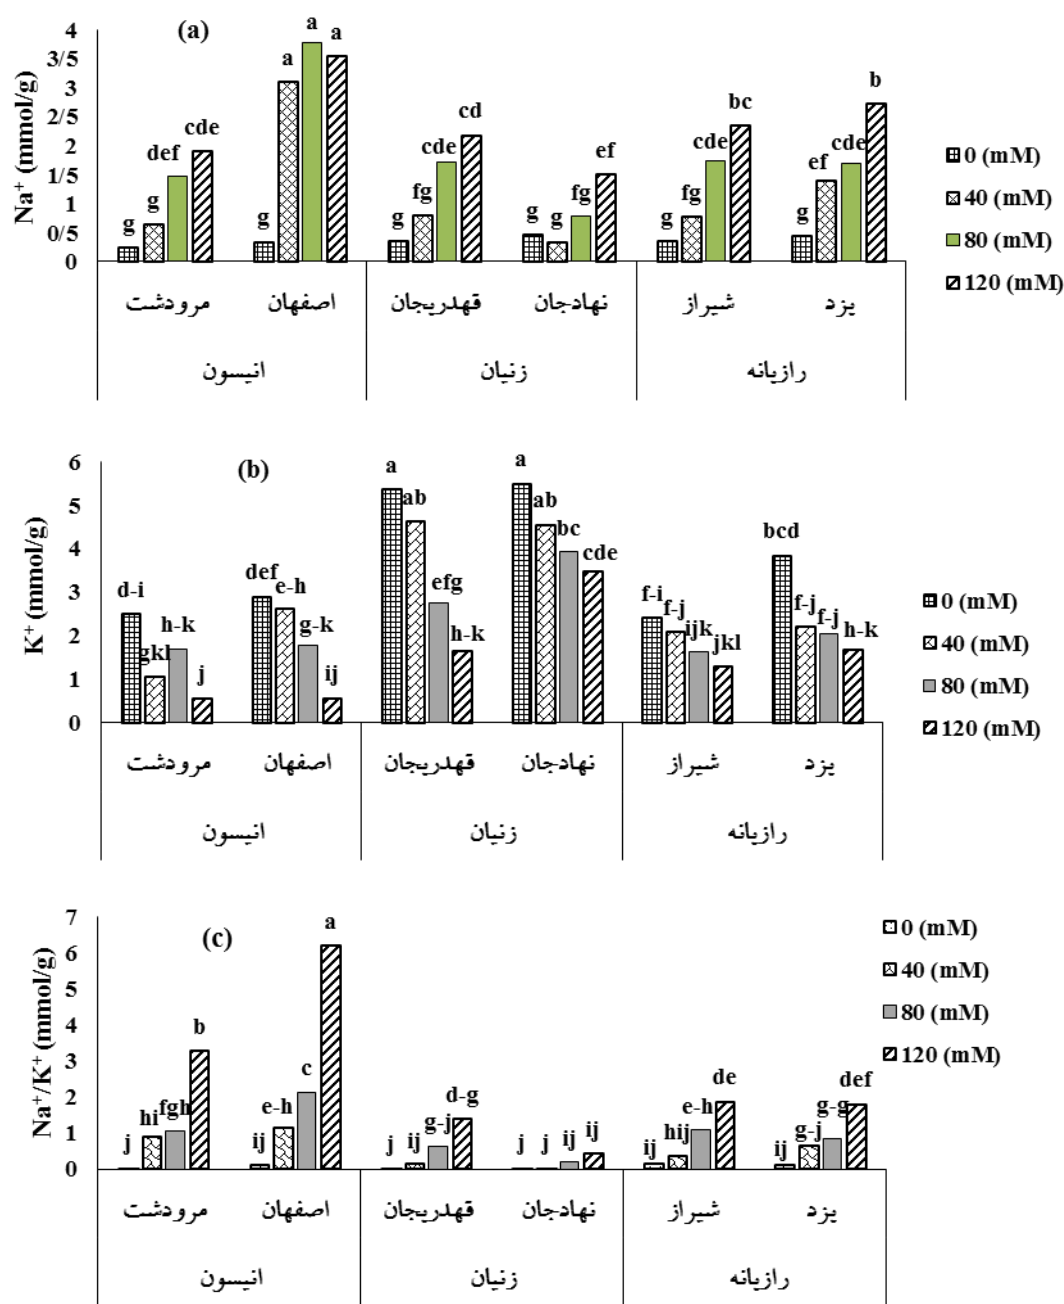 (a)
Na⁺ (mmol/g)
4
3/5
3
2/5
2
1/5
1
0/5
0
g g def cde
g a a a
g fg cde cd
g g fg ef
g fg cde bc
g ef cde b
0 (mM)
40 (mM)
80 (mM)
120 (mM)
مرودشت اصفهان قهدریجان نهادجان شیراز یزد
انیسون زنیان رازیانه
(b)
K⁺ (mmol/g)
6
5
4
3
2
1
0
d-i gkl h-k j
def e-h g-k ij
a ab efg h-k
a ab bc cde
f-i f-j ijk jkl
bcd f-j f-j h-k
0 (mM)
40 (mM)
80 (mM)
120 (mM)
مرودشت اصفهان قهدریجان نهادجان شیراز یزد
انیسون زنیان رازیانه
(c)
Na⁺/K⁺ (mmol/g)
7
6
5
4
3
2
1
0
j hi fgh b
ij e-h c a
j ij g-j d-g
j j ij ij
ij hij e-h de
ij g-j g-g def
0 (mM)
40 (mM)
80 (mM)
120 (mM)
مرودشت اصفهان قهدریجان نهادجان شیراز یزد
انیسون زنیان رازیانه